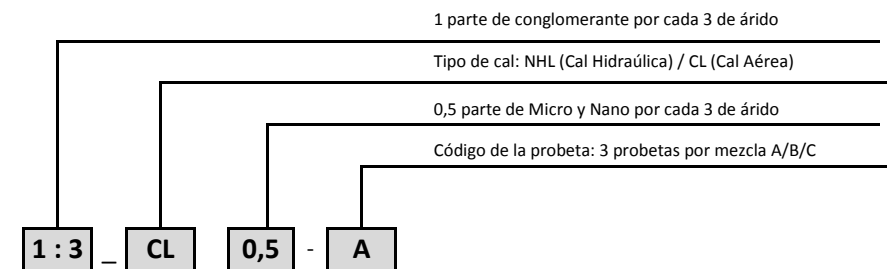 1 parte de conglomerante por cada 3 de árido
Tipo de cal: NHL (Cal Hidraúlica) / CL (Cal Aérea)
0,5 parte de Micro y Nano por cada 3 de árido
Código de la probeta: 3 probetas por mezcla A/B/C
1 : 3 _ CL 0,5 - A